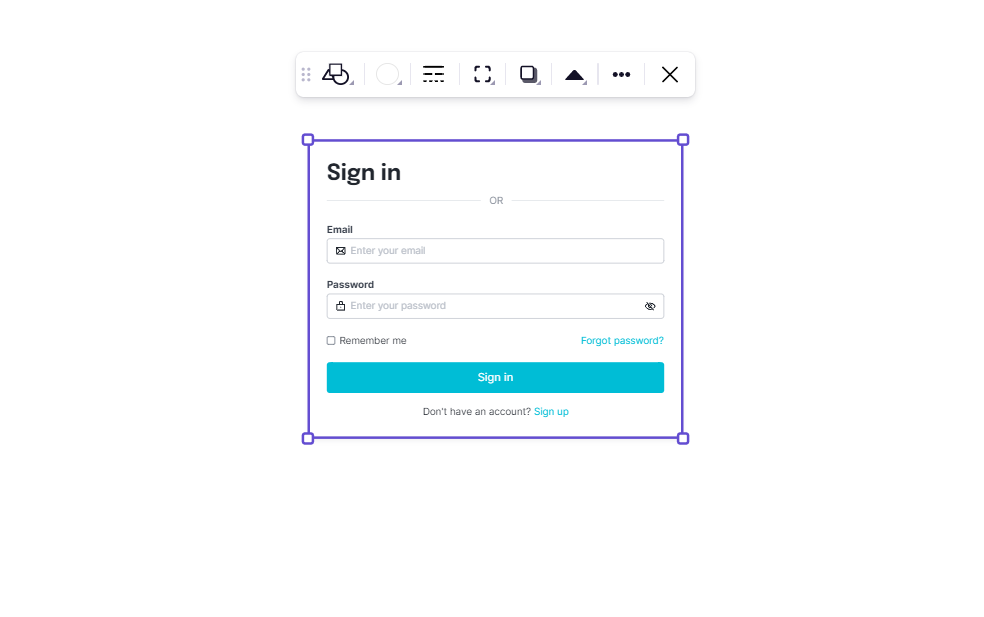 Sign in
OR
Email
Enter your email
Password
Enter your password
Remember me
Forgot password?
Sign in
Don't have an account? Sign up